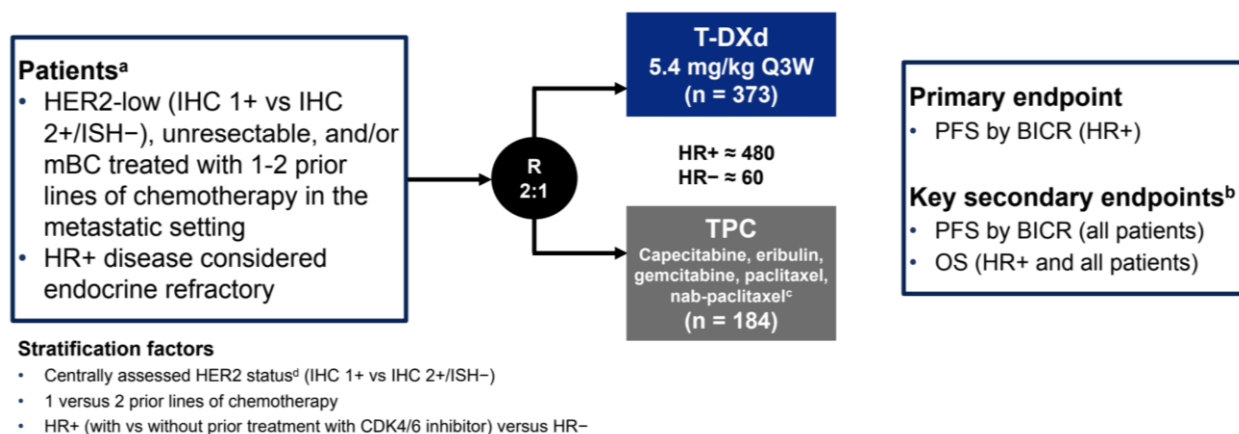 Patientsᵃ
• HER2-low (IHC 1+ vs IHC
2+/ISH−), unresectable, and/or
mBC treated with 1-2 prior
lines of chemotherapy in the
metastatic setting
• HR+ disease considered
endocrine refractory
R
2:1
T-DXd
5.4 mg/kg Q3W
(n = 373)
HR+ ≈ 480
HR− ≈ 60
TPC
Capecitabine, eribulin,
gemcitabine, paclitaxel,
nab-paclitaxelᶜ
(n = 184)
Primary endpoint
• PFS by BICR (HR+)
Key secondary endpointsᵇ
• PFS by BICR (all patients)
• OS (HR+ and all patients)
Stratification factors
• Centrally assessed HER2 statusᵈ (IHC 1+ vs IHC 2+/ISH−)
• 1 versus 2 prior lines of chemotherapy
• HR+ (with vs without prior treatment with CDK4/6 inhibitor) versus HR−